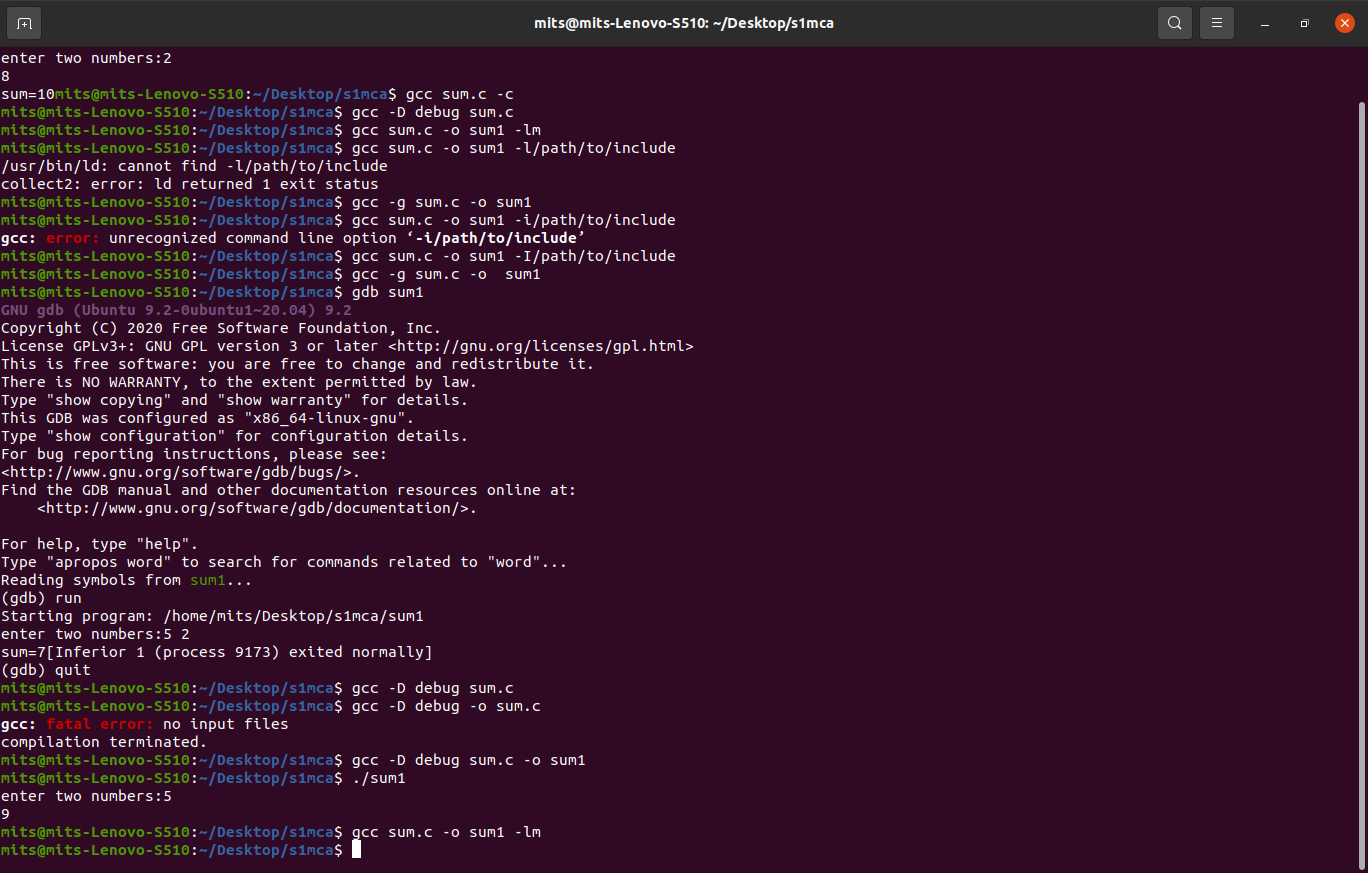 mits@mits-Lenovo-S510: ~/Desktop/s1mca
enter two numbers:2
8
sum=10mits@mits-Lenovo-S510:~/Desktop/s1mca$ gcc sum.c -c
mits@mits-Lenovo-S510:~/Desktop/s1mca$ gcc -D debug sum.c
mits@mits-Lenovo-S510:~/Desktop/s1mca$ gcc sum.c -o sum1 -lm
mits@mits-Lenovo-S510:~/Desktop/s1mca$ gcc sum.c -o sum1 -l/path/to/include
/usr/bin/ld: cannot find -l/path/to/include
collect2: error: ld returned 1 exit status
mits@mits-Lenovo-S510:~/Desktop/s1mca$ gcc -g sum.c -o sum1
mits@mits-Lenovo-S510:~/Desktop/s1mca$ gcc sum.c -o sum1 -i/path/to/include
gcc: error: unrecognized command line option ‘-i/path/to/include’
mits@mits-Lenovo-S510:~/Desktop/s1mca$ gcc sum.c -o sum1 -I/path/to/include
mits@mits-Lenovo-S510:~/Desktop/s1mca$ gcc -g sum.c -o  sum1
mits@mits-Lenovo-S510:~/Desktop/s1mca$ gdb sum1
GNU gdb (Ubuntu 9.2-0ubuntu1~20.04) 9.2
Copyright (C) 2020 Free Software Foundation, Inc.
License GPLv3+: GNU GPL version 3 or later <http://gnu.org/licenses/gpl.html>
This is free software: you are free to change and redistribute it.
There is NO WARRANTY, to the extent permitted by law.
Type "show copying" and "show warranty" for details.
This GDB was configured as "x86_64-linux-gnu".
Type "show configuration" for configuration details.
For bug reporting instructions, please see:
<http://www.gnu.org/software/gdb/bugs/>.
Find the GDB manual and other documentation resources online at:
    <http://www.gnu.org/software/gdb/documentation/>.

For help, type "help".
Type "apropos word" to search for commands related to "word"...
Reading symbols from sum1...
(gdb) run
Starting program: /home/mits/Desktop/s1mca/sum1
enter two numbers:5 2
sum=7[Inferior 1 (process 9173) exited normally]
(gdb) quit
mits@mits-Lenovo-S510:~/Desktop/s1mca$ gcc -D debug sum.c
mits@mits-Lenovo-S510:~/Desktop/s1mca$ gcc -D debug -o sum.c
gcc: fatal error: no input files
compilation terminated.
mits@mits-Lenovo-S510:~/Desktop/s1mca$ gcc -D debug sum.c -o sum1
mits@mits-Lenovo-S510:~/Desktop/s1mca$ ./sum1
enter two numbers:5
9
mits@mits-Lenovo-S510:~/Desktop/s1mca$ gcc sum.c -o sum1 -lm
mits@mits-Lenovo-S510:~/Desktop/s1mca$